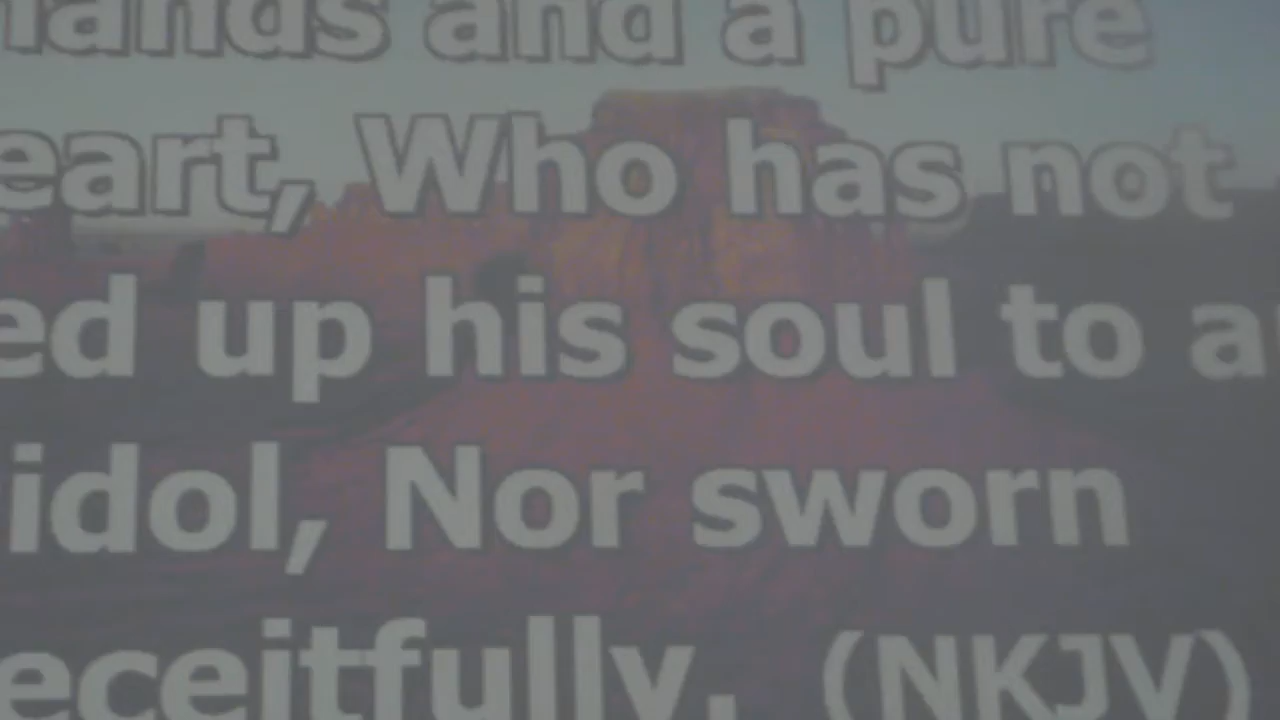 hands and a pure
eart, Who has not
ed up his soul to a
idol, Nor sworn
eceitfully. (NKJV)